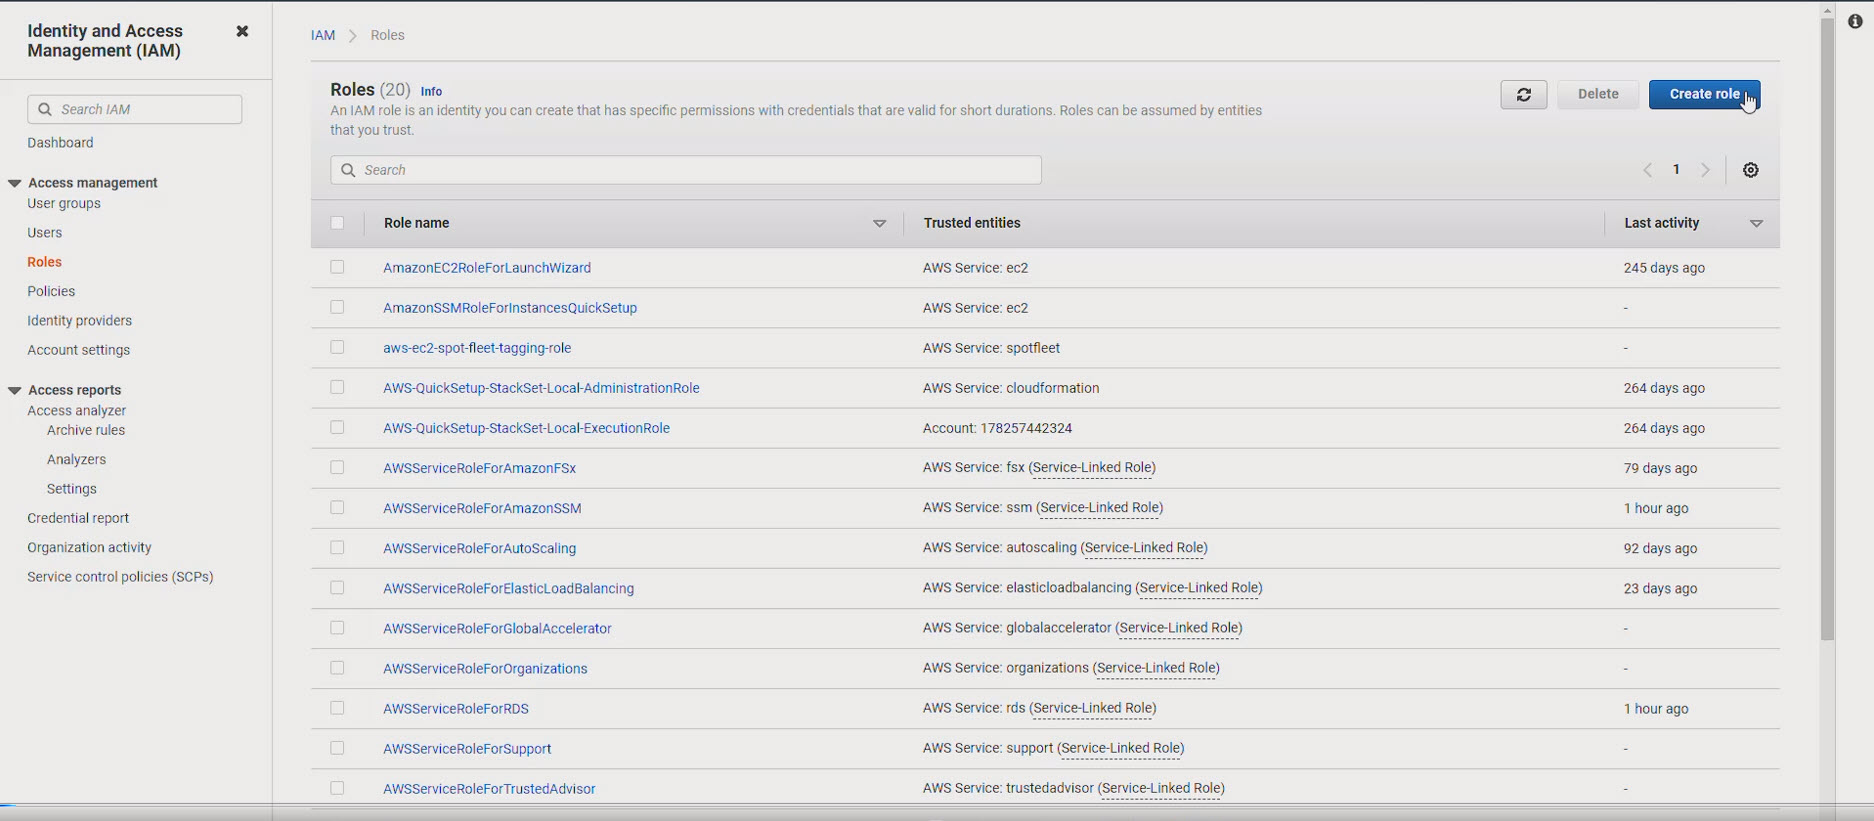 Identity and Access
Management (IAM)
Search IAM
Dashboard
Access management
User groups
Users
Roles
Policies
Identity providers
Account settings
Access reports
Access analyzer
Archive rules
Analyzers
Settings
Credential report
Organization activity
Service control policies (SCPs)
IAM > Roles
Roles (20) Info
An IAM role is an identity you can create that has specific permissions with credentials that are valid for short durations. Roles can be assumed by entities
that you trust.
Delete
Create role
Search
1
Role name Trusted entities Last activity
AmazonEC2RoleForLaunchWizard AWS Service: ec2 245 days ago
AmazonSSMRoleForInstancesQuickSetup AWS Service: ec2 -
aws-ec2-spot-fleet-tagging-role AWS Service: spotfleet -
AWS-QuickSetup-StackSet-Local-AdministrationRole AWS Service: cloudformation 264 days ago
AWS-QuickSetup-StackSet-Local-ExecutionRole Account: 178257442324 264 days ago
AWSServiceRoleForAmazonFSx AWS Service: fsx (Service-Linked Role) 79 days ago
AWSServiceRoleForAmazonSSM AWS Service: ssm (Service-Linked Role) 1 hour ago
AWSServiceRoleForAutoScaling AWS Service: autoscaling (Service-Linked Role) 92 days ago
AWSServiceRoleForElasticLoadBalancing AWS Service: elasticloadbalancing (Service-Linked Role) 23 days ago
AWSServiceRoleForGlobalAccelerator AWS Service: globalaccelerator (Service-Linked Role) -
AWSServiceRoleForOrganizations AWS Service: organizations (Service-Linked Role) -
AWSServiceRoleForRDS AWS Service: rds (Service-Linked Role) 1 hour ago
AWSServiceRoleForSupport AWS Service: support (Service-Linked Role) -
AWSServiceRoleForTrustedAdvisor AWS Service: trustedadvisor (Service-Linked Role) -